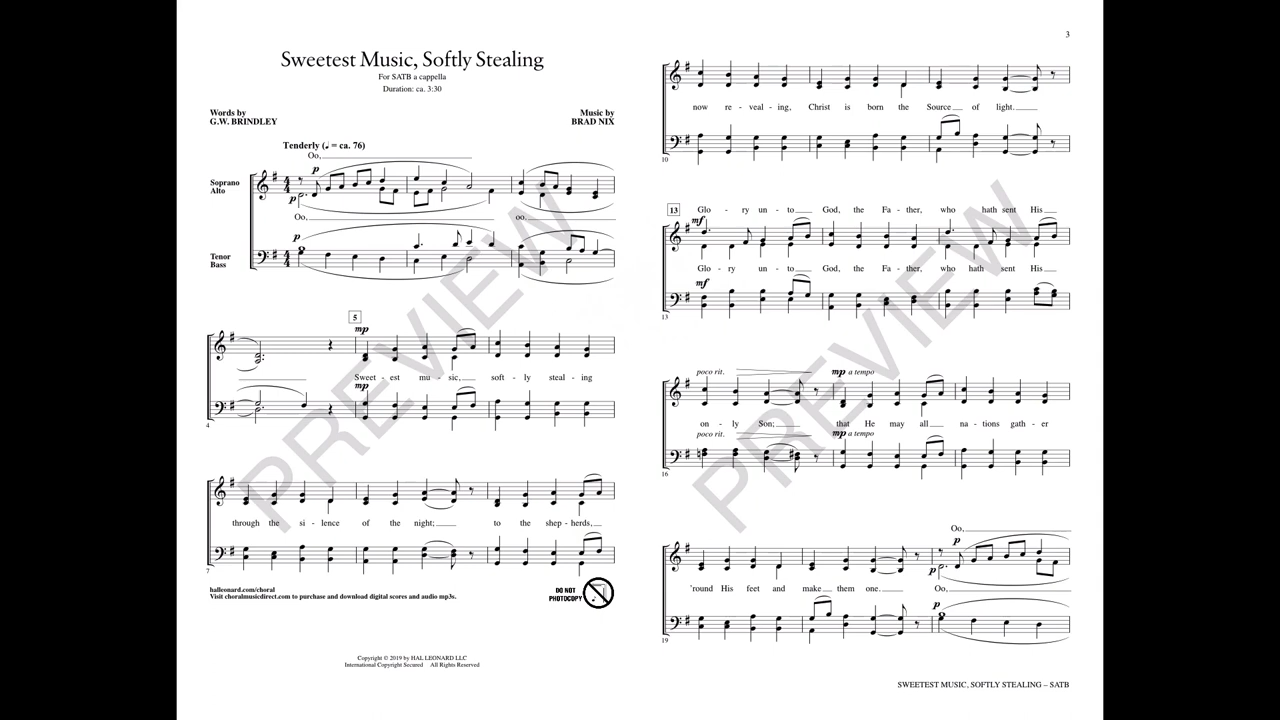 Sweetest Music, Softly Stealing
For SATB a cappella
Duration: ca. 3:30
Words by
G.W. BRINDLEY
Music by
BRAD NIX
Tenderly (♩ = ca. 76)
Oo,
p
Soprano
Alto
p
Oo, oo,
p
Tenor
Bass
5
mp
Sweet - est mu - sic, soft - ly steal - ing
mp
4
through the si - lence of the night; to the shep - herds,
7
halleonard.com/choral
Visit choralmusicdirect.com to purchase and download digital scores and audio mp3s.
DO NOT
PHOTOCOPY
Copyright © 2019 by HAL LEONARD LLC
International Copyright Secured All Rights Reserved
PREVIEW
3
now re - veal - ing, Christ is born the Source of light.
10
13
Glo - ry un - to God, the Fa - ther, who hath sent His
mf
Glo - ry un - to God, the Fa - ther, who hath sent His
mf
13
poco rit. mp a tempo
on - ly Son; that He may all na - tions gath - er
poco rit. mp a tempo
16
Oo,
p
p
'round His feet and make them one. Oo,
p
19
PREVIEW
SWEETEST MUSIC, SOFTLY STEALING – SATB